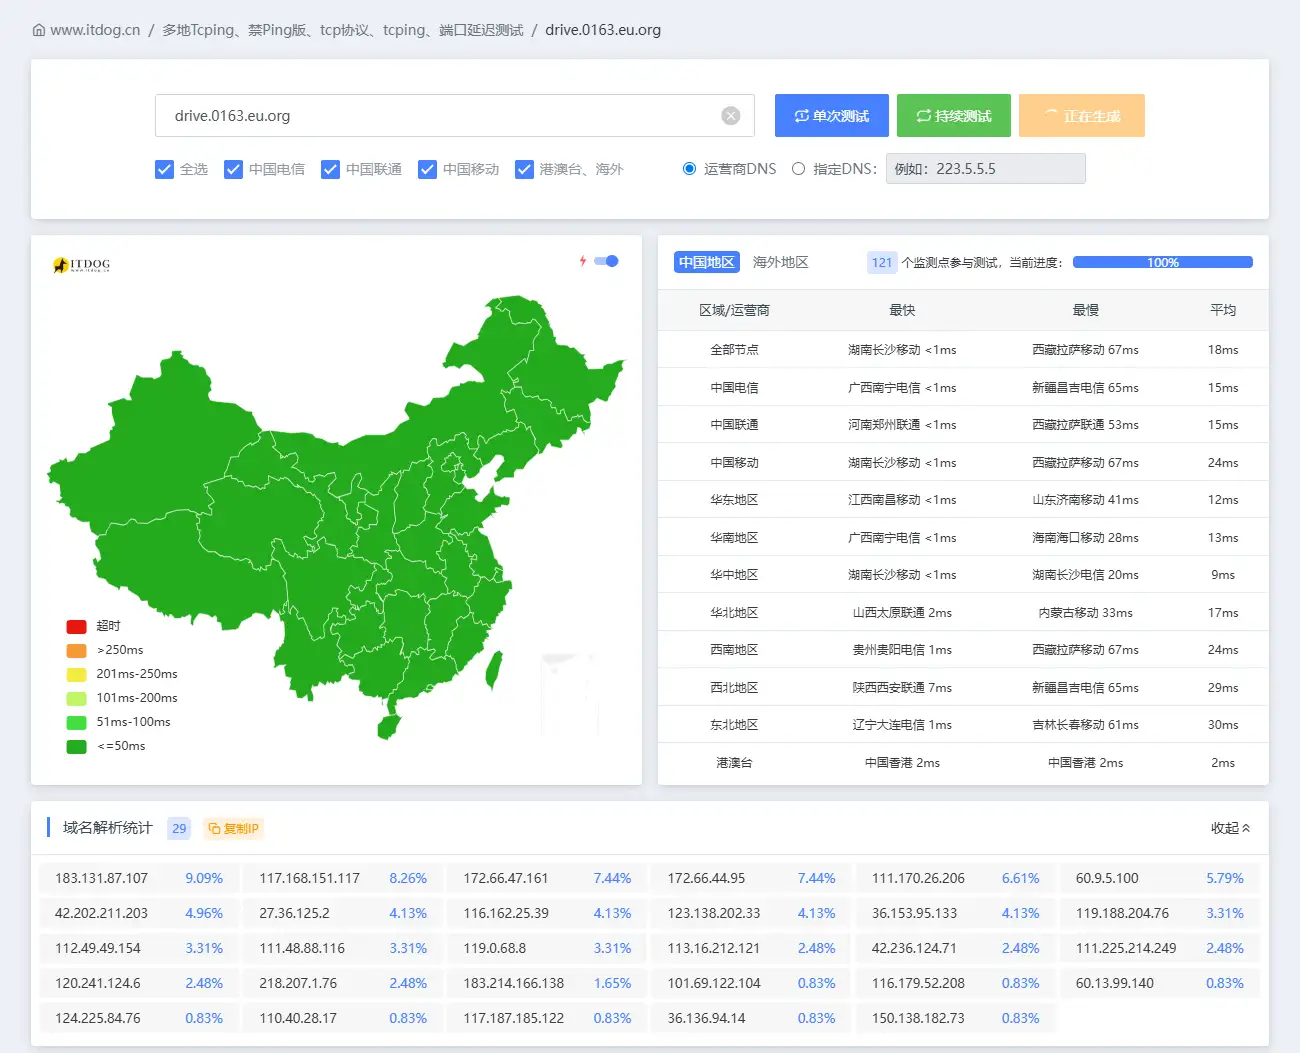 www.itdog.cn / 多地Tcping、禁Ping版、tcp协议、tcping、端口延迟测试 / drive.0163.eu.org
drive.0163.eu.org 单次测试 持续测试 正在生成
全选 中国电信 中国联通 中国移动 港澳台、海外 运营商DNS 指定DNS： 例如：223.5.5.5
ITDOG
www.itdog.cn
超时
>250ms
201ms-250ms
101ms-200ms
51ms-100ms
<=50ms
中国地区 海外地区 121 个监测点参与测试，当前进度： 100%
区域/运营商 最快 最慢 平均
全部节点 湖南长沙移动 <1ms 西藏拉萨移动 67ms 18ms
中国电信 广西南宁电信 <1ms 新疆昌吉电信 65ms 15ms
中国联通 河南郑州联通 <1ms 西藏拉萨联通 53ms 15ms
中国移动 湖南长沙移动 <1ms 西藏拉萨移动 67ms 24ms
华东地区 江西南昌移动 <1ms 山东济南移动 41ms 12ms
华南地区 广西南宁电信 <1ms 海南海口移动 28ms 13ms
华中地区 湖南长沙移动 <1ms 湖南长沙电信 20ms 9ms
华北地区 山西太原联通 2ms 内蒙古移动 33ms 17ms
西南地区 贵州贵阳电信 1ms 西藏拉萨移动 67ms 24ms
西北地区 陕西西安联通 7ms 新疆昌吉电信 65ms 29ms
东北地区 辽宁大连电信 1ms 吉林长春移动 61ms 30ms
港澳台 中国香港 2ms 中国香港 2ms 2ms
域名解析统计 29 复制IP 收起
183.131.87.107 9.09% 117.168.151.117 8.26% 172.66.47.161 7.44% 172.66.44.95 7.44% 111.170.26.206 6.61% 60.9.5.100 5.79%
42.202.211.203 4.96% 27.36.125.2 4.13% 116.162.25.39 4.13% 123.138.202.33 4.13% 36.153.95.133 4.13% 119.188.204.76 3.31%
112.49.49.154 3.31% 111.48.88.116 3.31% 119.0.68.8 3.31% 113.16.212.121 2.48% 42.236.124.71 2.48% 111.225.214.249 2.48%
120.241.124.6 2.48% 218.207.1.76 2.48% 183.214.166.138 1.65% 101.69.122.104 0.83% 116.179.52.208 0.83% 60.13.99.140 0.83%
124.225.84.76 0.83% 110.40.28.17 0.83% 117.187.185.122 0.83% 36.136.94.14 0.83% 150.138.182.73 0.83%